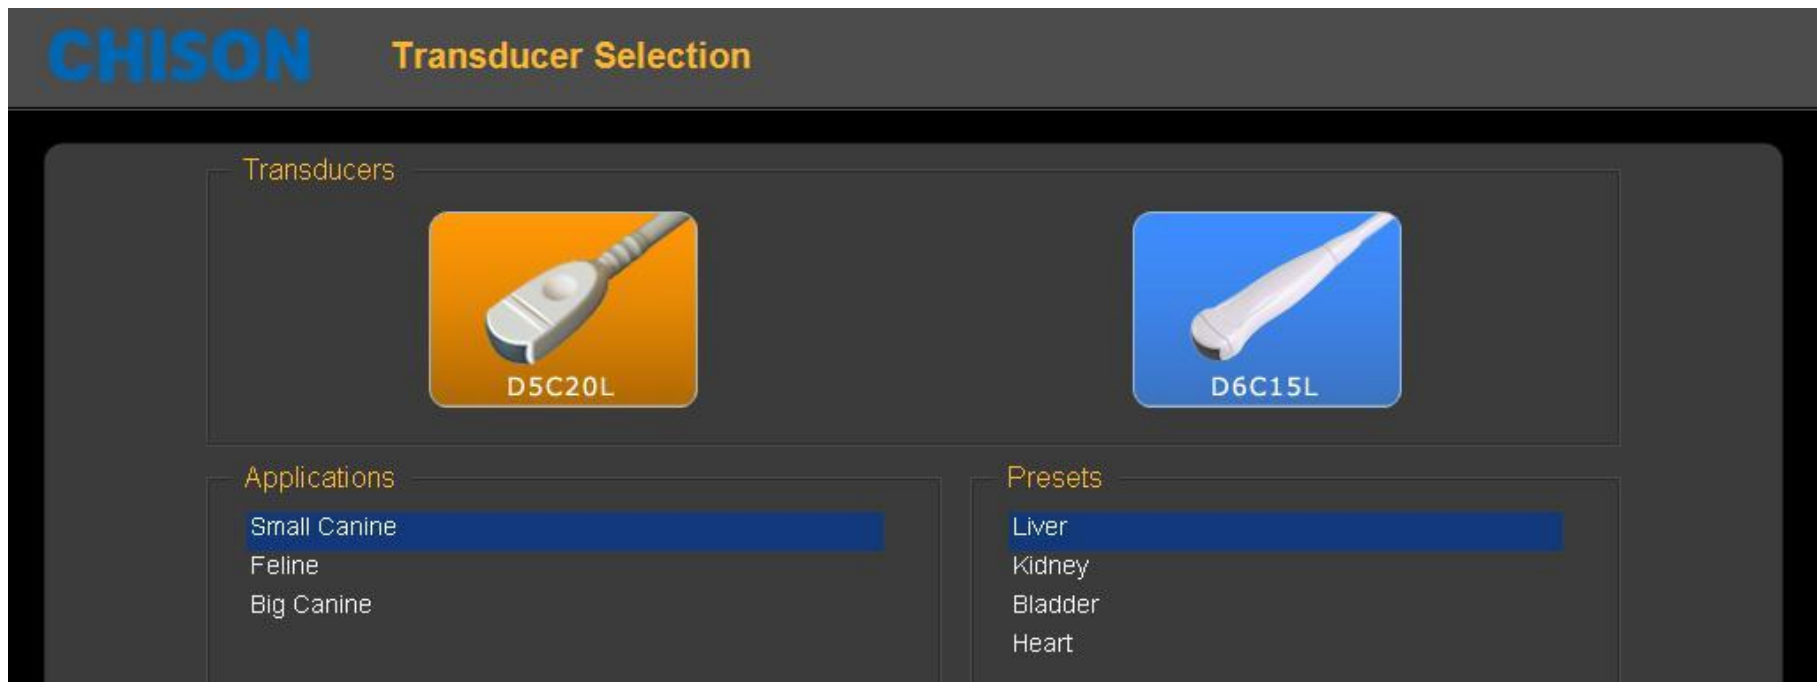 CHISON
Transducer Selection
Transducers
D5C20L
D6C15L
Applications
Small Canine
Feline
Big Canine
Presets
Liver
Kidney
Bladder
Heart